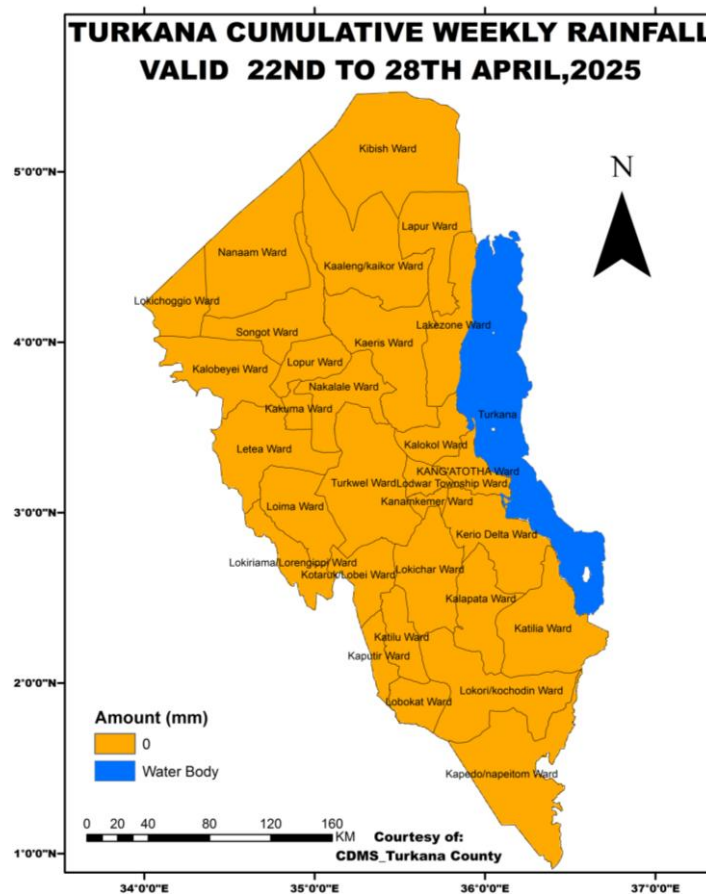 TURKANA CUMULATIVE WEEKLY RAINFALL
VALID 22ND TO 28TH APRIL,2025
5°0'0"N
4°0'0"N
3°0'0"N
2°0'0"N
1°0'0"N
N
Kibish Ward
Lapur Ward
Nanaam Ward
Kaaleng/kaikor Ward
Lokichoggio Ward
Lakezone Ward
Songot Ward
Kaeris Ward
Lopur Ward
Kalobeyei Ward
Nakalale Ward
Kakuma Ward
Turkana
Letea Ward
Kalokol Ward
KANG'ATOTHA Ward
Turkwel Ward
Lodwar Township Ward
Loima Ward
Kanamkemer Ward
Kerio Delta Ward
Lokiriama/Lorengippi Ward
Kotaruk/Lobei Ward
Lokichar Ward
Kalapata Ward
Katilu Ward
Katilia Ward
Kaputir Ward
Lokori/kochodin Ward
Lobokat Ward
Kapedo/napeitom Ward
Amount (mm)
0
Water Body
0 20 40 80 120 160
KM
Courtesy of:
CDMS_Turkana County
34°0'0"E 35°0'0"E 36°0'0"E 37°0'0"E